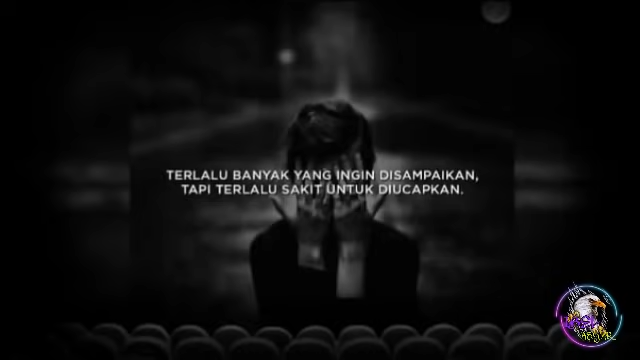 TERLALU BANYAK YANG INGIN DISAMPAIKAN,
TAPI TERLALU SAKIT UNTUK DIUCAPKAN.